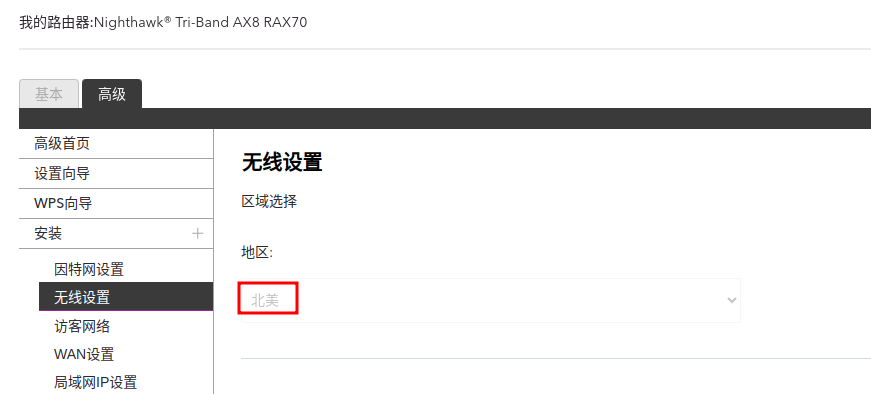 我的路由器:Nighthawk® Tri-Band AX8 RAX70
基本 高级
高级首页
设置向导
WPS向导
安装
因特网设置
无线设置
访客网络
WAN设置
局域网IP设置
无线设置
区域选择
地区:
北美